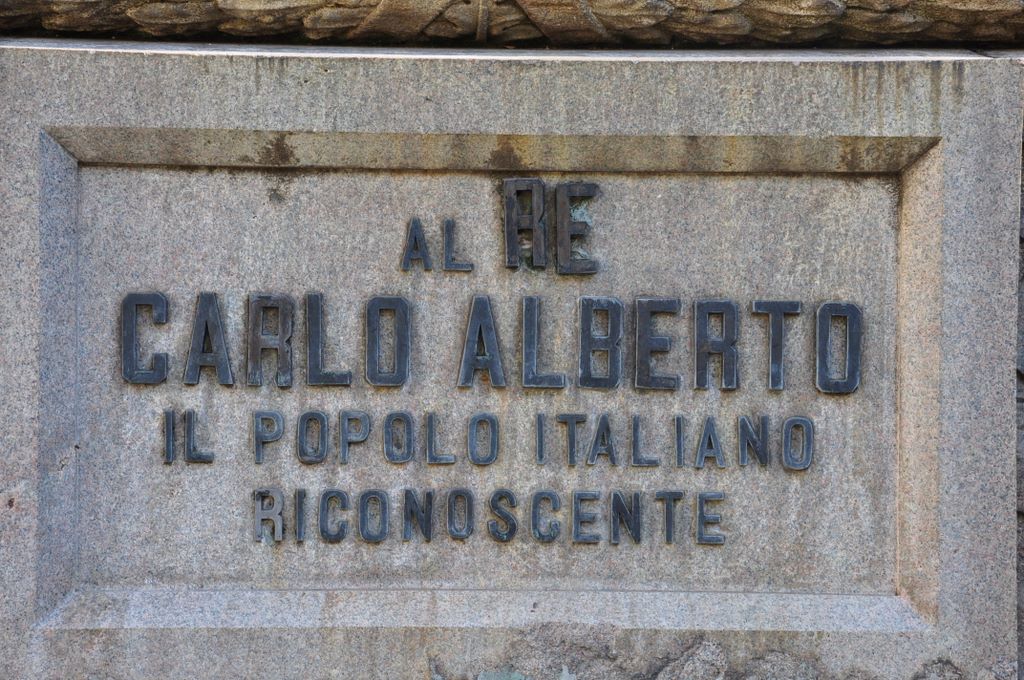 AL RE
CARLO ALBERTO
IL POPOLO ITALIANO
RICONOSCENTE